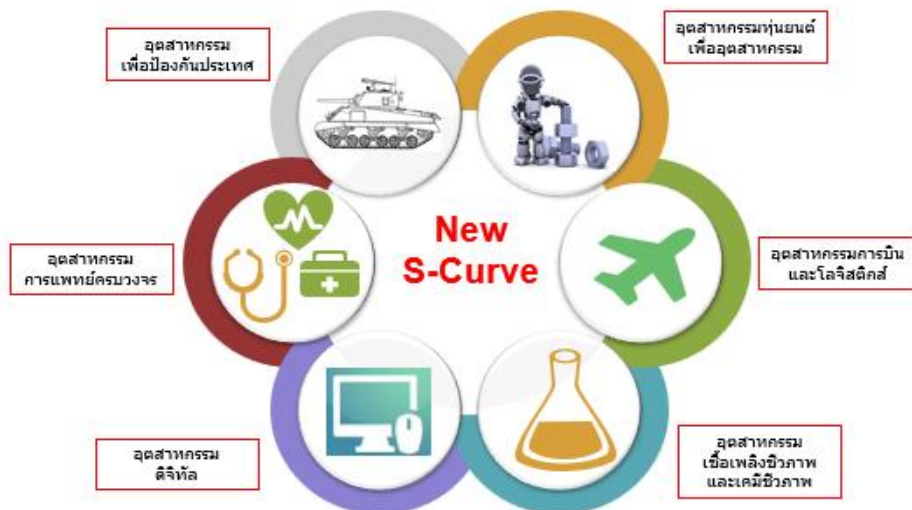 อุตสาหกรรม
เพื่อป้องกันประเทศ
อุตสาหกรรมหุ่นยนต์
เพื่ออุตสาหกรรม
New
S-Curve
อุตสาหกรรม
การแพทย์ครบวงจร
อุตสาหกรรมการบิน
และโลจิสติกส์
อุตสาหกรรม
ดิจิทัล
อุตสาหกรรม
เชื้อเพลิงชีวภาพ
และเคมีชีวภาพ